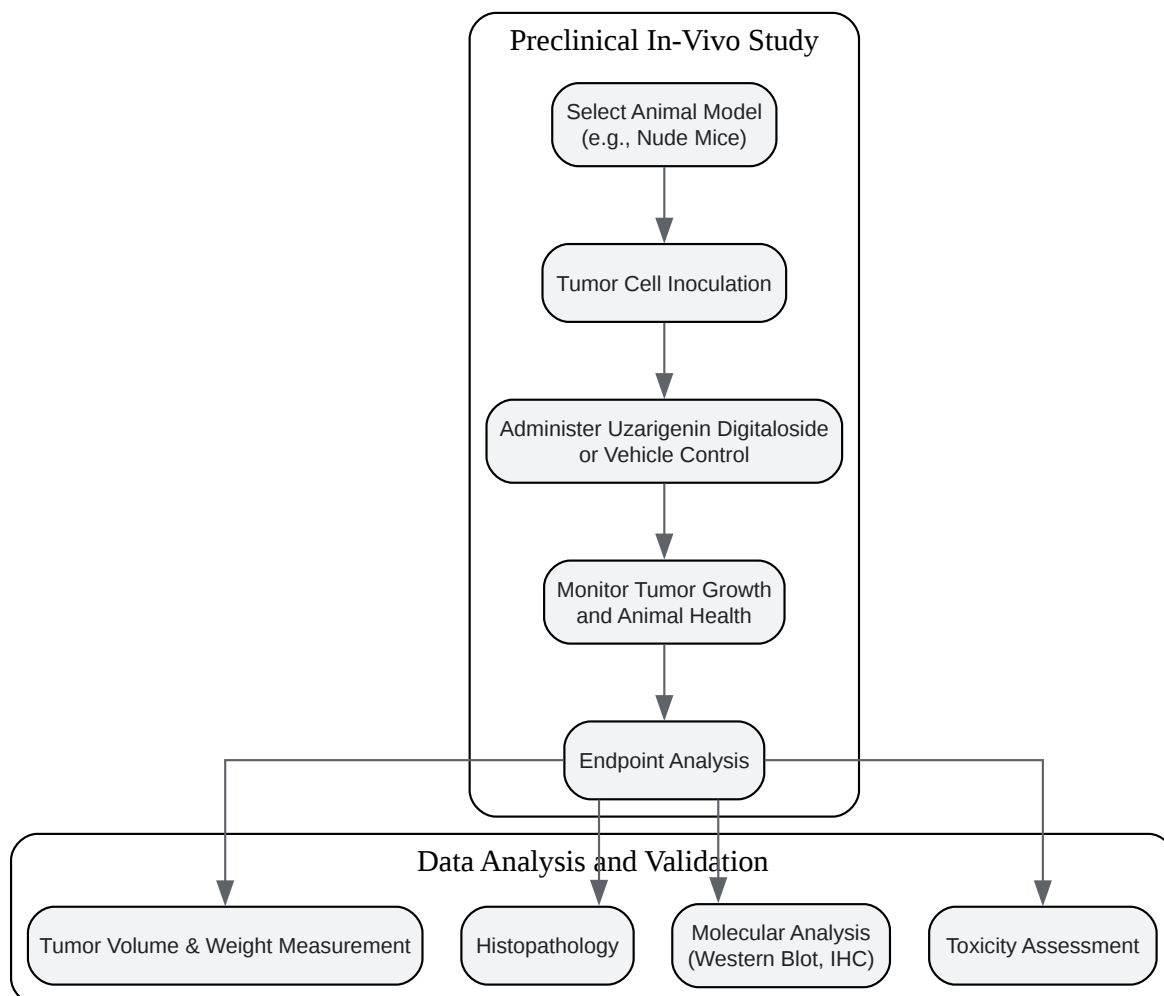 Preclinical In-Vivo Study
Select Animal Model
(e.g., Nude Mice)
Tumor Cell Inoculation
Administer Uzarigenin Digitaloside
or Vehicle Control
Monitor Tumor Growth
and Animal Health
Endpoint Analysis
Data Analysis and Validation
Tumor Volume & Weight Measurement
Histopathology
Molecular Analysis
(Western Blot, IHC)
Toxicity Assessment